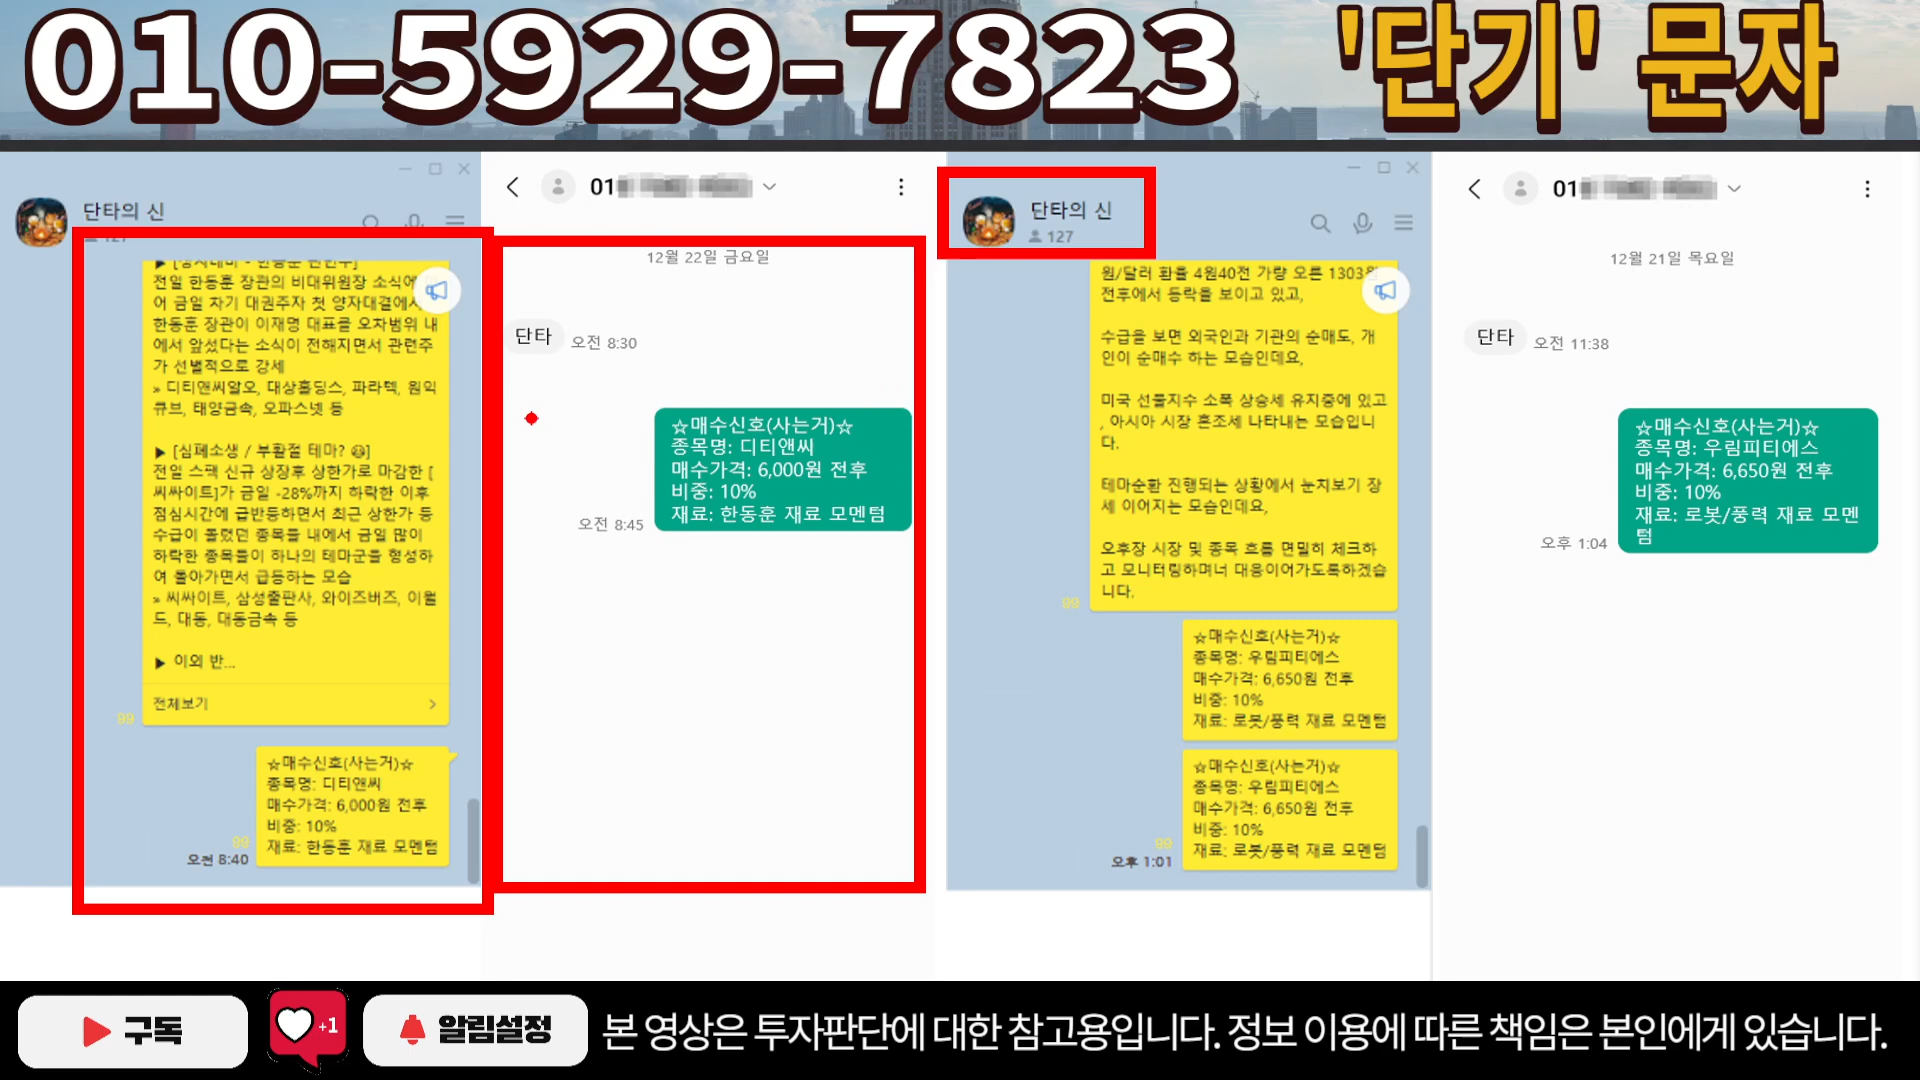 010-5929-7823 '단기' 문자
단타의 신
127
전일 한동훈 장관의 비대위원장 소식에
어 금일 차기 대권주자 첫 양자대결에서
한동훈 장관이 이재명 대표를 오차범위 내
에서 앞섰다는 소식이 전해지면서 관련주
가 선별적으로 강세
» 디티앤씨알오, 대상홀딩스, 파라텍, 원익
큐브, 태양금속, 오파스넷 등
▶ [심폐소생 / 부활절 테마? 😆]
전일 스팩 신규 상장후 상한가로 마감한 [
씨싸이트]가 금일 -28%까지 하락한 이후
점심시간에 급반등하면서 최근 상한가 등
수급이 몰렸던 종목들 내에서 금일 많이
하락한 종목들이 하나의 테마군을 형성하
여 돌아가면서 급등하는 모습
» 씨싸이트, 삼성출판사, 와이즈버즈, 이월
드, 대동, 대동금속 등
▶ 이외 반...
전체보기
99
☆매수신호(사는거)☆
종목명: 디티앤씨
매수가격: 6,000원 전후
비중: 10%
재료: 한동훈 재료 모멘텀
99
오전 8:40
01
12월 22일 금요일
단타
오전 8:30
☆매수신호(사는거)☆
종목명: 디티앤씨
매수가격: 6,000원 전후
비중: 10%
재료: 한동훈 재료 모멘텀
오전 8:45
단타의 신
127
원/달러 환율 4원40전 가량 오른 1303원
전후에서 등락을 보이고 있고,
수급을 보면 외국인과 기관의 순매도, 개
인이 순매수 하는 모습인데요,
미국 선물지수 소폭 상승세 유지중에 있고
, 아시아 시장 혼조세 나타내는 모습입니
다.
테마순환 진행되는 상황에서 눈치보기 장
세 이어지는 모습인데요,
오후장 시장 및 종목 흐름 면밀히 체크하
고 모니터링하며너 대응이어가도록하겠습
니다.
99
☆매수신호(사는거)☆
종목명: 우림피티에스
매수가격: 6,650원 전후
비중: 10%
재료: 로봇/풍력 재료 모멘텀
☆매수신호(사는거)☆
종목명: 우림피티에스
매수가격: 6,650원 전후
비중: 10%
재료: 로봇/풍력 재료 모멘텀
99
오후 1:01
01
12월 21일 목요일
단타
오전 11:38
☆매수신호(사는거)☆
종목명: 우림피티에스
매수가격: 6,650원 전후
비중: 10%
재료: 로봇/풍력 재료 모멘
텀
오후 1:04
구독
+1
알림설정
본 영상은 투자판단에 대한 참고용입니다. 정보 이용에 따른 책임은 본인에게 있습니다.